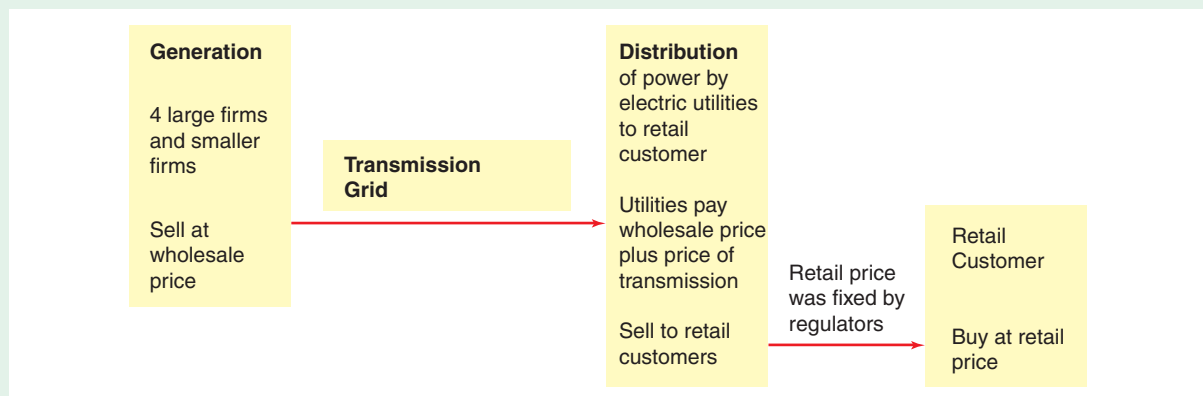 Generation
4 large firms
and smaller
firms
Sell at
wholesale
price
Transmission
Grid
Distribution
of power by
electric utilities
to retail
customer
Utilities pay
wholesale price
plus price of
transmission
Sell to retail
customers
Retail price
was fixed by
regulators
Retail
Customer
Buy at retail
price